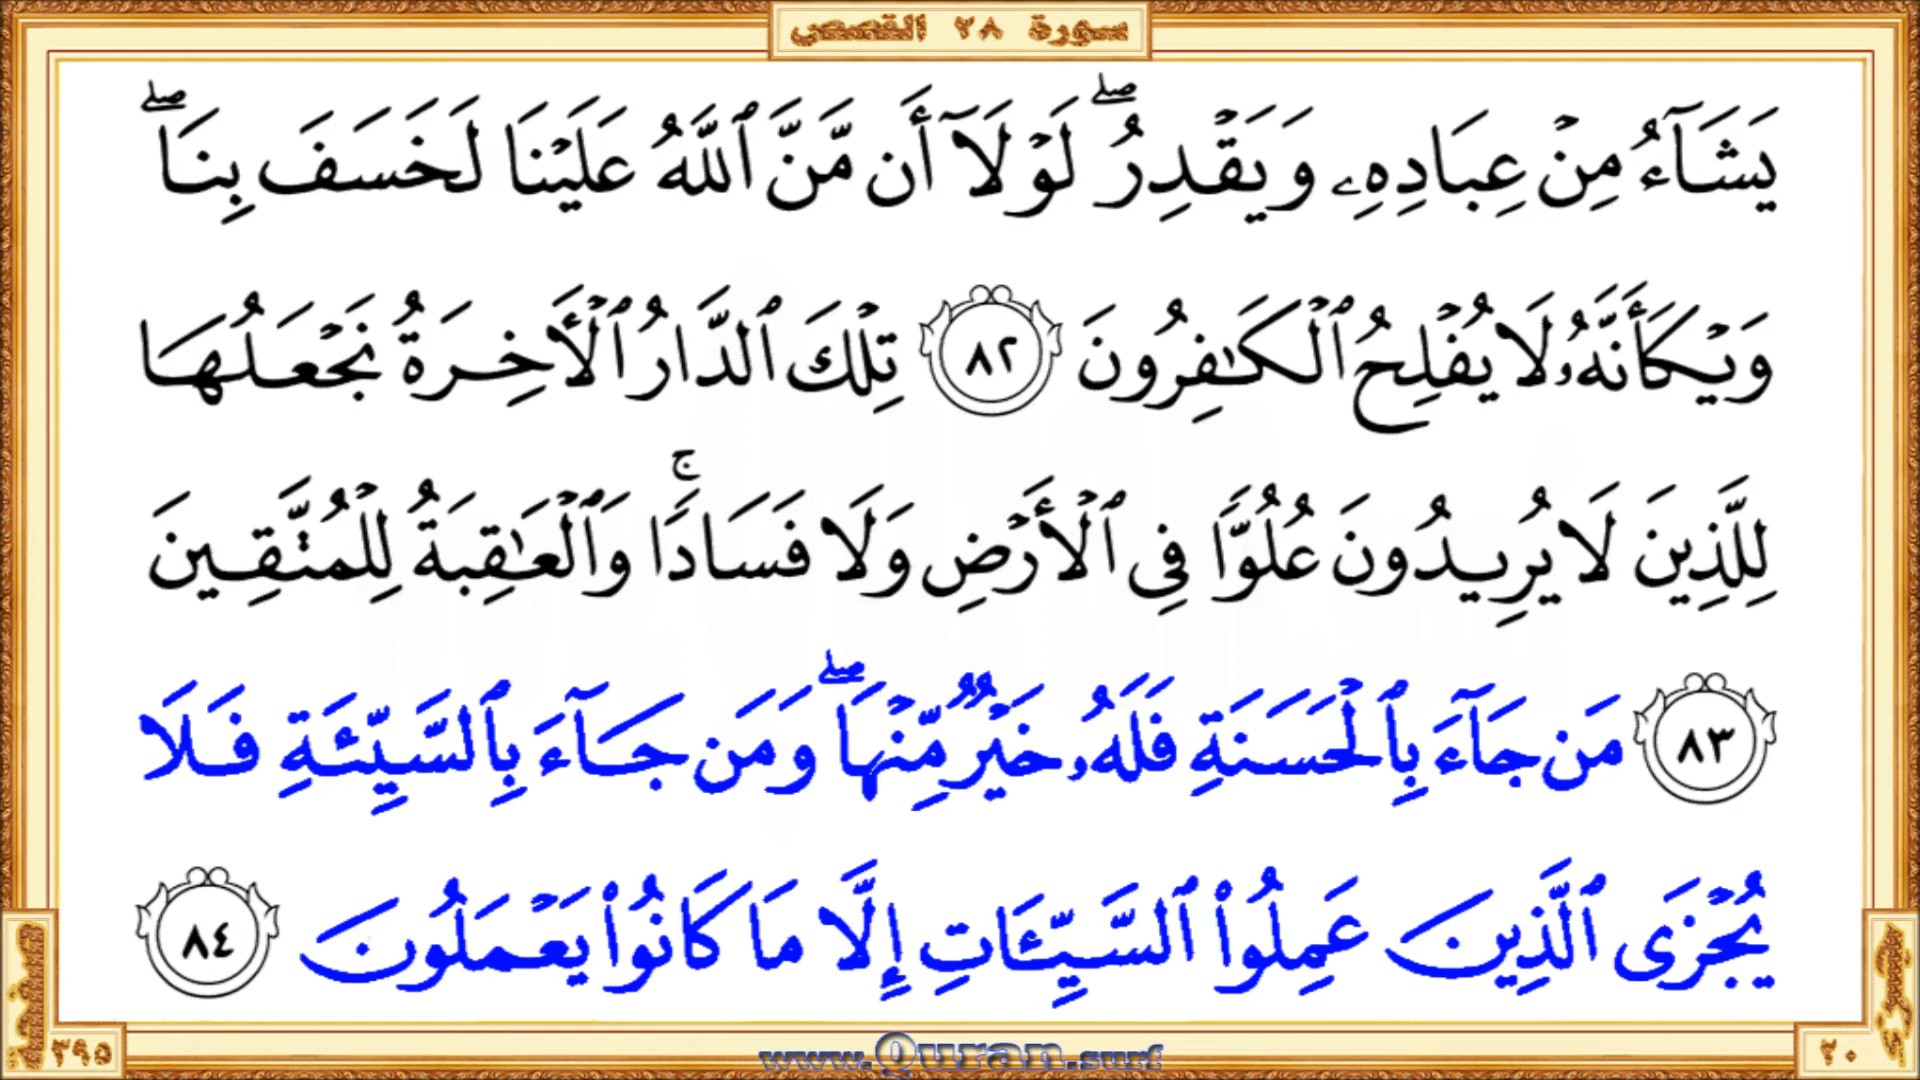 سورة ٢٨ القصص
يَشَآءُ مِنْ عِبَادِهِۦ وَيَقْدِرُ ۖ لَوْلَآ أَن مَّنَّ ٱللَّهُ عَلَيْنَا لَخَسَفَ بِنَا ۖ
وَيْكَأَنَّهُۥ لَا يُفْلِحُ ٱلْكَـٰفِرُونَ ٨٢ تِلْكَ ٱلدَّارُ ٱلْأَخِرَةُ نَجْعَلُهَا
لِلَّذِينَ لَا يُرِيدُونَ عُلُوًّا فِى ٱلْأَرْضِ وَلَا فَسَادًا ۚ وَٱلْعَـٰقِبَةُ لِلْمُتَّقِينَ
٨٣ مَن جَآءَ بِٱلْحَسَنَةِ فَلَهُۥ خَيْرٌ مِّنْهَا ۖ وَمَن جَآءَ بِٱلسَّيِّئَةِ فَلَا
يُجْزَى ٱلَّذِينَ عَمِلُوا۟ ٱلسَّيِّـَٔاتِ إِلَّا مَا كَانُوا۟ يَعْمَلُونَ ٨٤
صفحة ٣٩٥
www.Quran.surf
٢٠